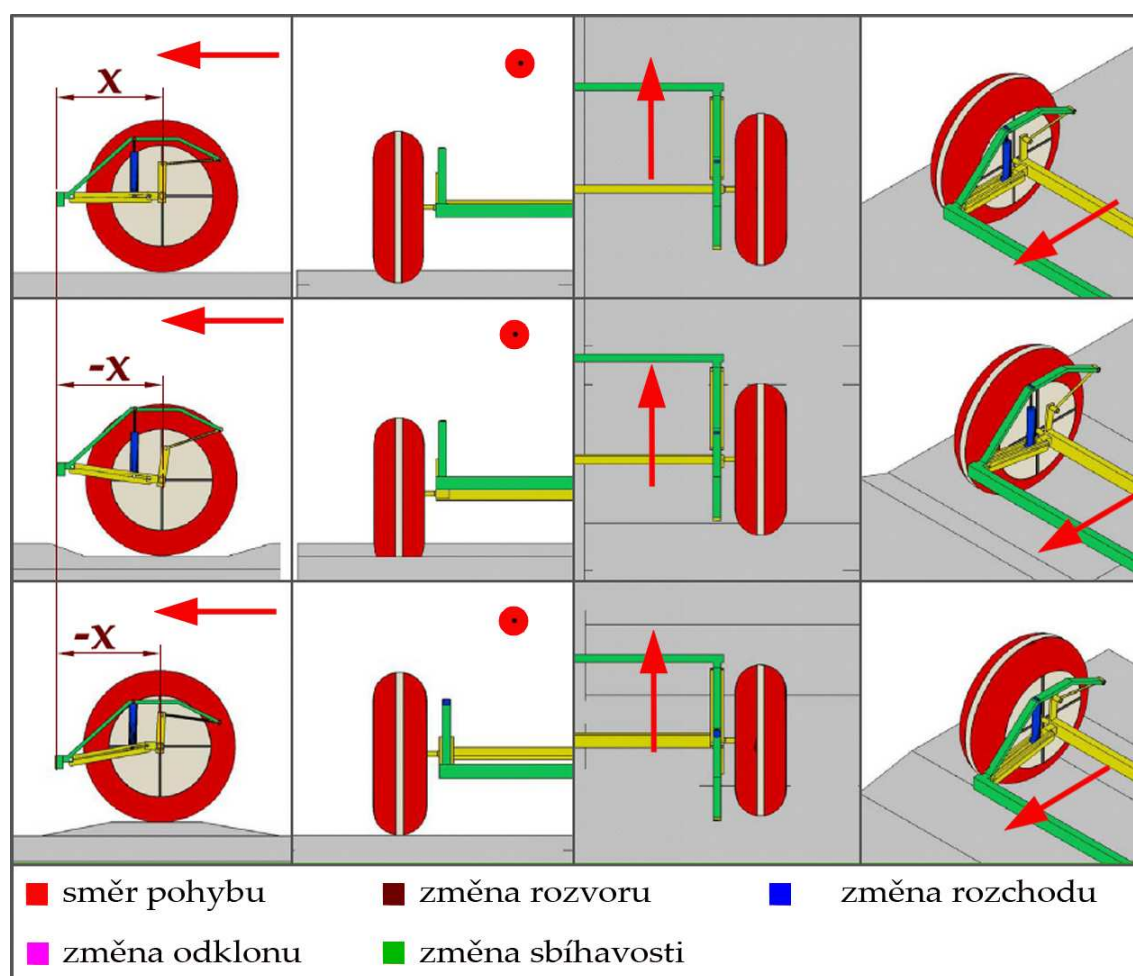 x
-x
-x
směr pohybu
změna rozvoru
změna rozchodu
změna odklonu
změna sbíhavosti